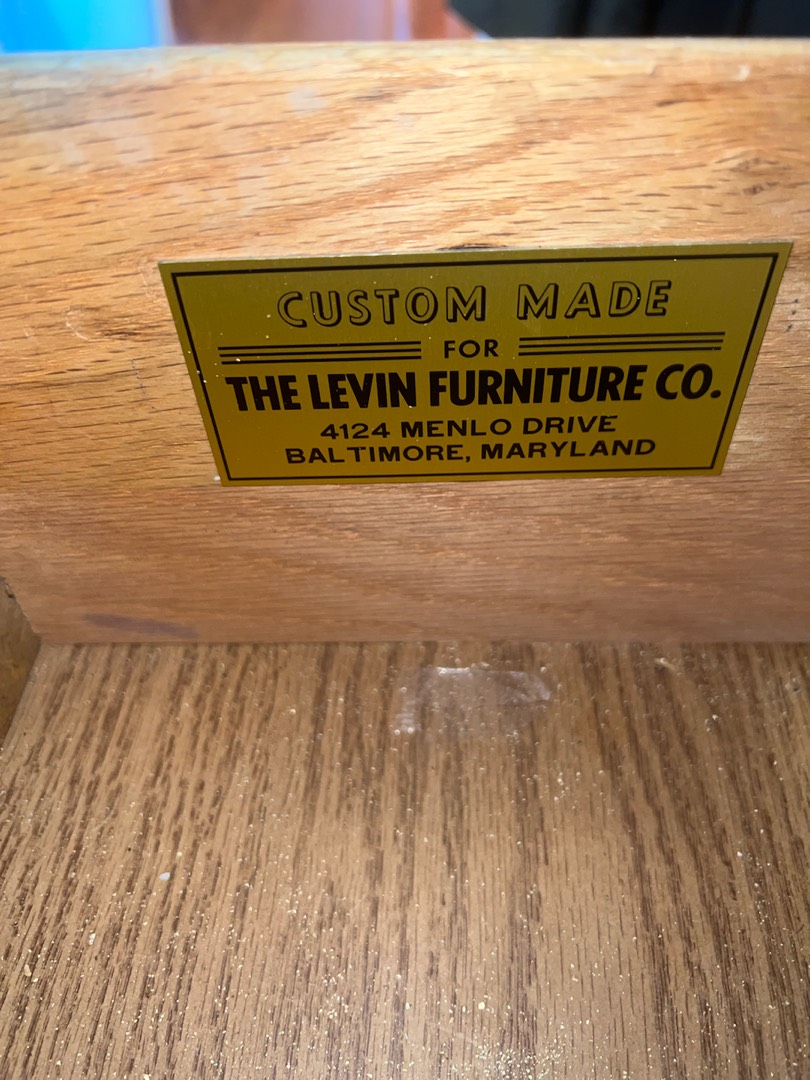 CUSTOM MADE
FOR
THE LEVIN FURNITURE CO.
4124 MENLO DRIVE
BALTIMORE, MARYLAND